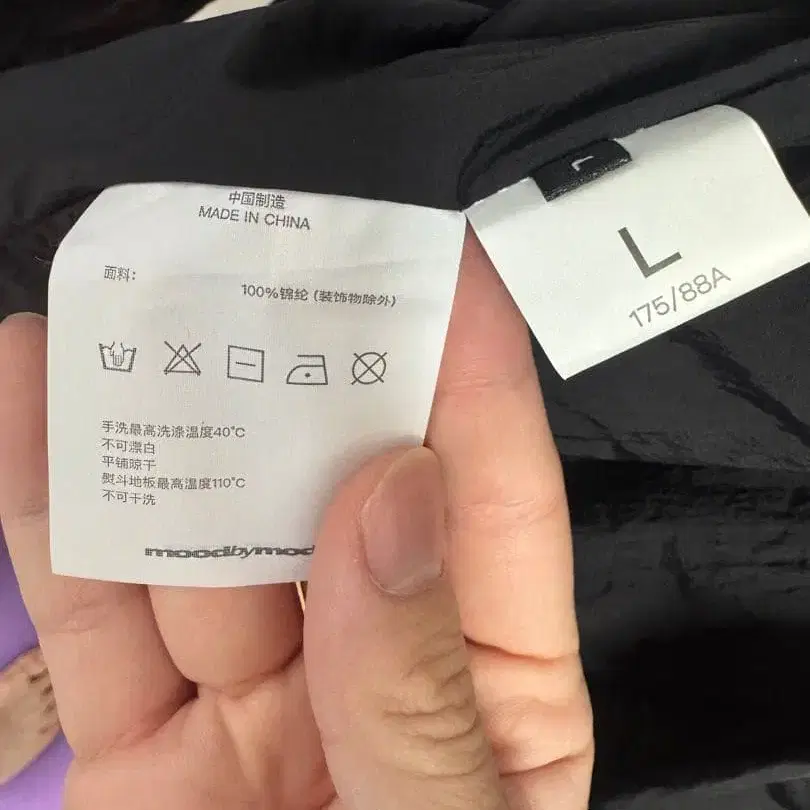 中国制造
MADE IN CHINA
面料:
100%锦纶 (装饰物除外)
手洗最高洗涤温度40°C
不可漂白
平铺晾干
熨斗地板最高温度110°C
不可干洗
L
L
175/88A